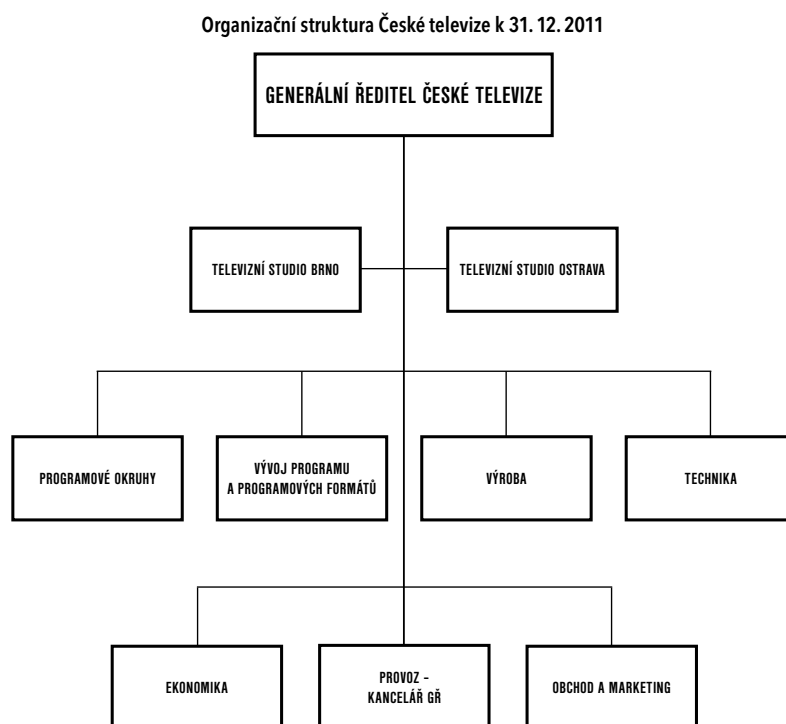 Organizační struktura České televize k 31. 12. 2011
GENERÁLNÍ ŘEDITEL ČESKÉ TELEVIZE
TELEVIZNÍ STUDIO BRNO
TELEVIZNÍ STUDIO OSTRAVA
PROGRAMOVÉ OKRUHY
VÝVOJ PROGRAMU
A PROGRAMOVÝCH FORMÁTŮ
VÝROBA
TECHNIKA
EKONOMIKA
PROVOZ –
KANCELÁŘ GŘ
OBCHOD A MARKETING